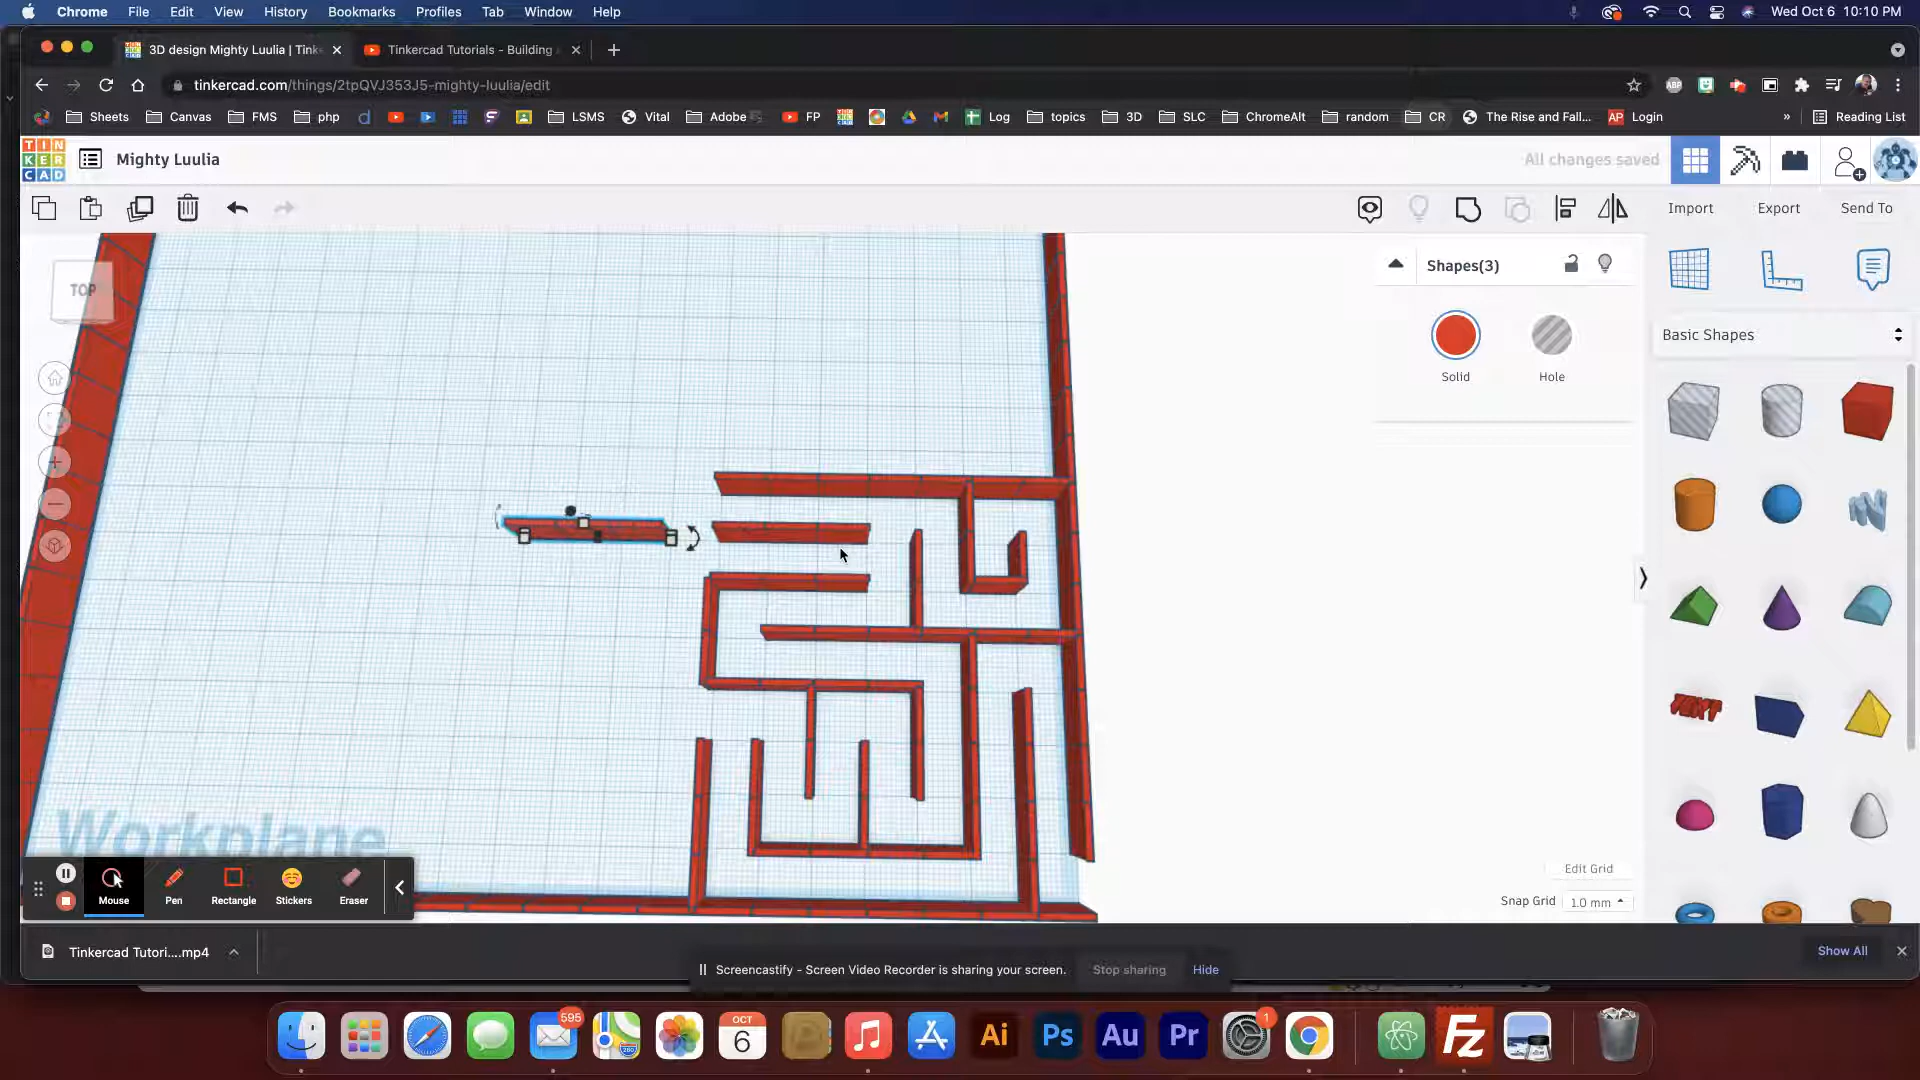 Chrome File Edit View History Bookmarks Profiles Tab Window Help Wed Oct 6 10:10 PM
3D design Mighty Luulia | Tink Tinkercad Tutorials - Building
tinkercad.com/things/2tpQVJ353J5-mighty-luulia/edit
Sheets Canvas FMS php LSMS Vital Adobe FP Log topics 3D SLC ChromeAlt random CR The Rise and Fall... AP Login » Reading List
TIN
KER
CAD
Mighty Luulia
All changes saved
Import Export Send To
TOP
Shapes(3)
Solid Hole
Basic Shapes
TEXT
Workplane
Edit Grid
Snap Grid 1.0 mm
Mouse Pen Rectangle Stickers Eraser
Tinkercad Tutori....mp4
Show All
Screencastify - Screen Video Recorder is sharing your screen. Stop sharing Hide
595
OCT
6
280
Ai Ps Au Pr
1
Fz